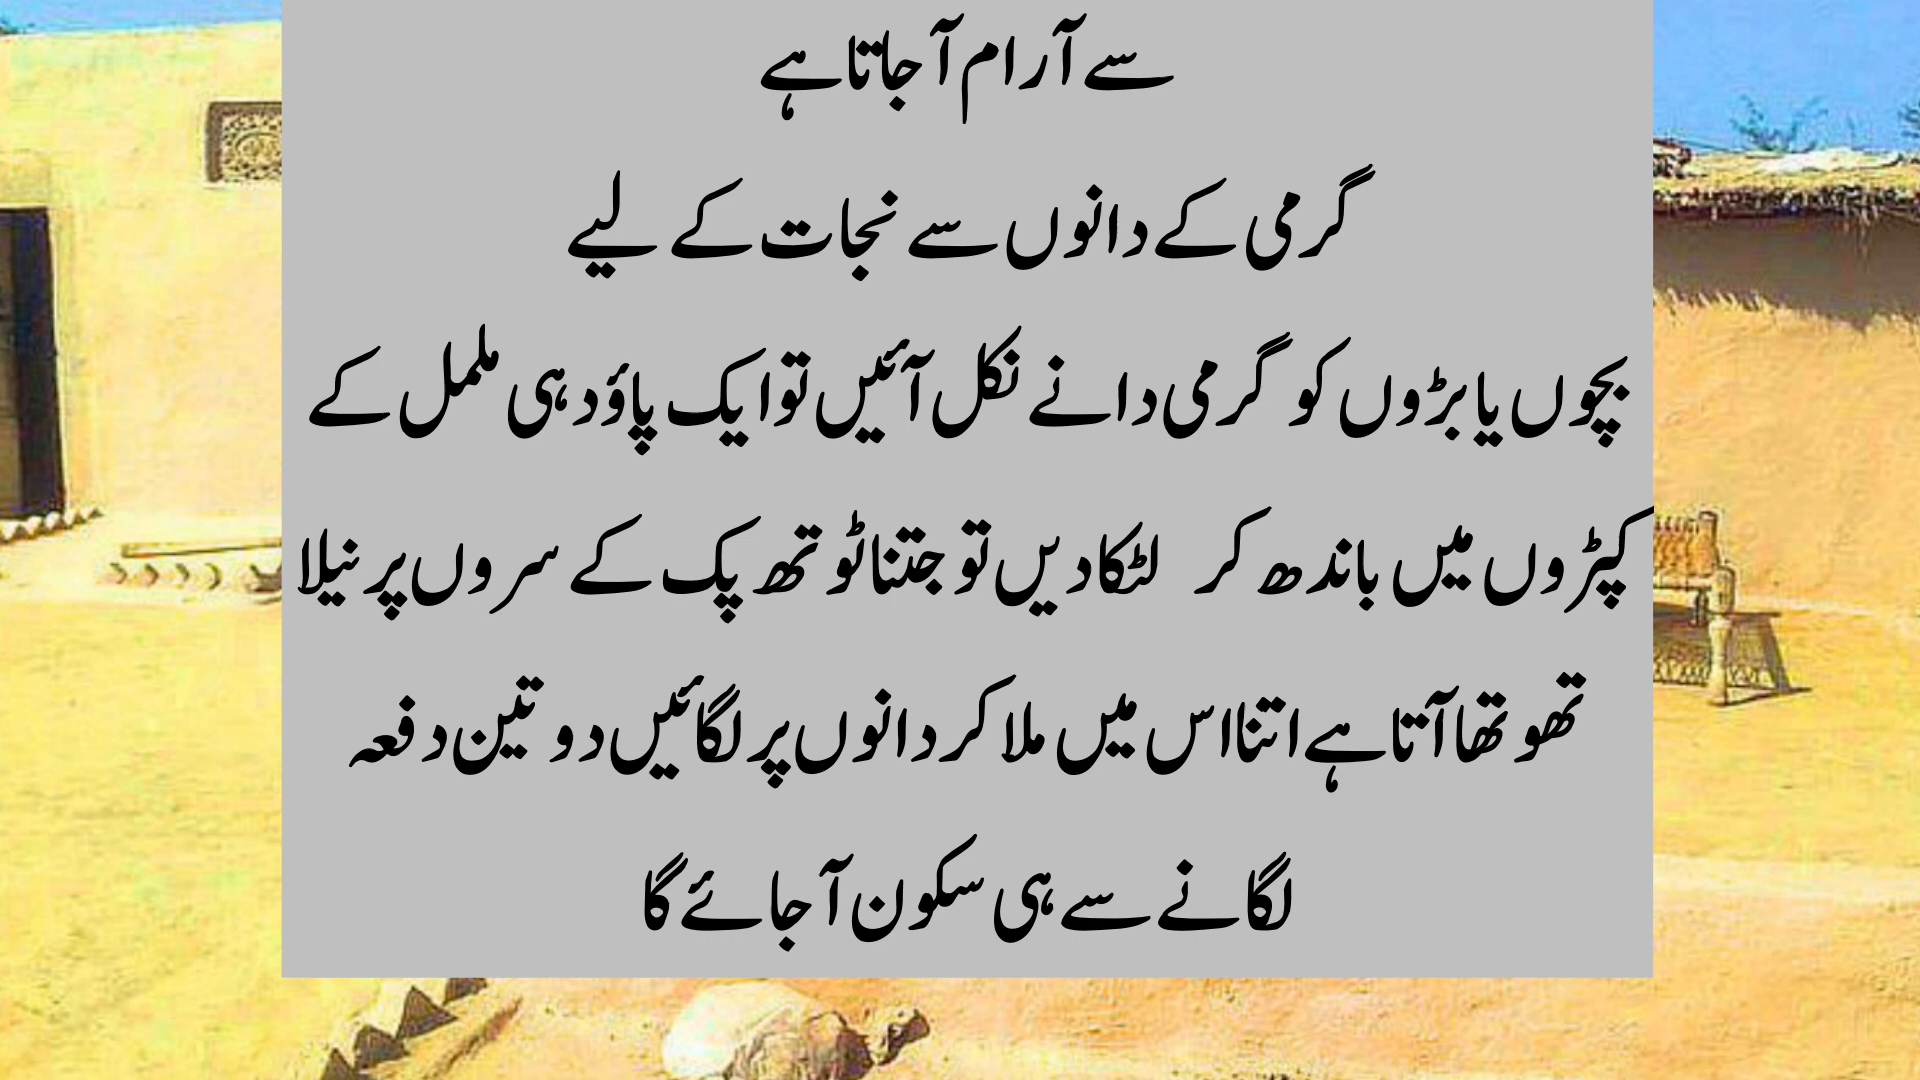 سے آرام آ جاتا ہے
گرمی کے دانوں سے نجات کے لیے
بچوں یا بڑوں کو گرمی دانے نکل آئیں تو ایک پاؤ دہی ململ کے
کپڑوں میں باندھ کر لٹکا دیں تو جتنا ٹوتھ پک کے سروں پر نیلا
تھوتھا آتا ہے اتنا اس میں ملا کر دانوں پر لگائیں دو تین دفعہ
لگانے سے ہی سکون آ جائے گا